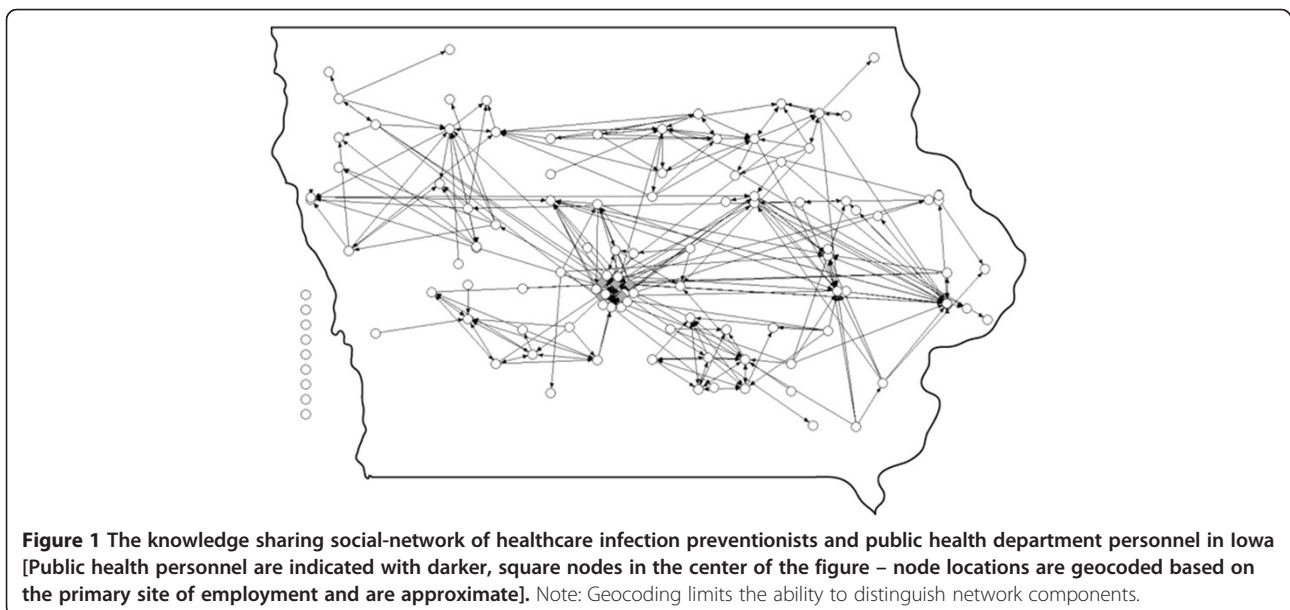 Figure 1 The knowledge sharing social-network of healthcare infection preventionists and public health department personnel in Iowa
[Public health personnel are indicated with darker, square nodes in the center of the figure – node locations are geocoded based on
the primary site of employment and are approximate]. Note: Geocoding limits the ability to distinguish network components.